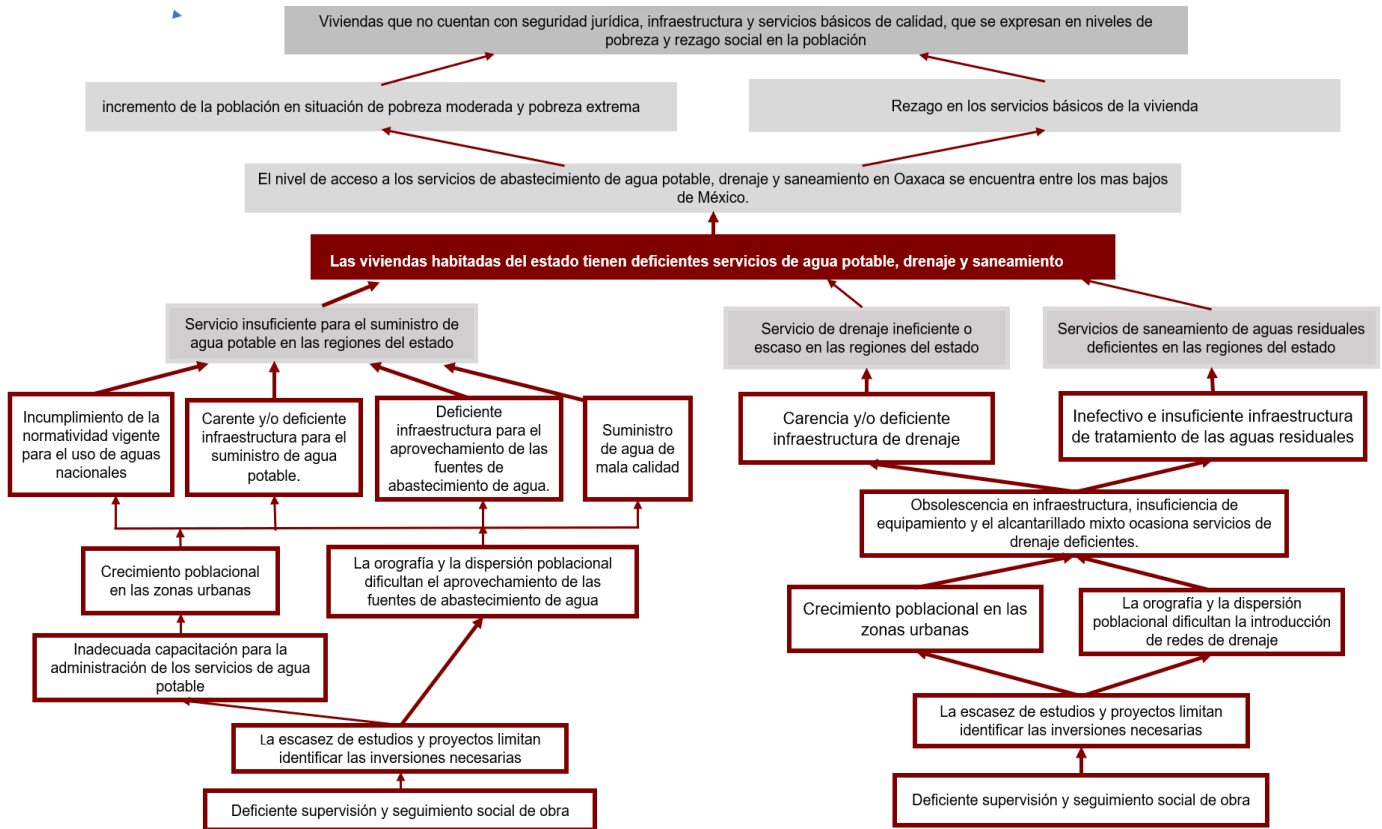 Viviendas que no cuentan con seguridad jurídica, infraestructura y servicios básicos de calidad, que se expresan en niveles de
pobreza y rezago social en la población
incremento de la población en situación de pobreza moderada y pobreza extrema
Rezago en los servicios básicos de la vivienda
El nivel de acceso a los servicios de abastecimiento de agua potable, drenaje y saneamiento en Oaxaca se encuentra entre los mas bajos
de México.
Las viviendas habitadas del estado tienen deficientes servicios de agua potable, drenaje y saneamiento
Servicio insuficiente para el suministro de
agua potable en las regiones del estado
Servicio de drenaje ineficiente o
escaso en las regiones del estado
Servicios de saneamiento de aguas residuales
deficientes en las regiones del estado
Incumplimiento de la
normatividad vigente
para el uso de aguas
nacionales
Carente y/o deficiente
infraestructura para el
suministro de agua
potable.
Deficiente
infraestructura para el
aprovechamiento de las
fuentes de
abastecimiento de agua.
Suministro
de agua de
mala calidad
Carencia y/o deficiente
infraestructura de drenaje
Inefectivo e insuficiente infraestructura
de tratamiento de las aguas residuales
Obsolescencia en infraestructura, insuficiencia de
equipamiento y el alcantarillado mixto ocasiona servicios de
drenaje deficientes.
Crecimiento poblacional
en las zonas urbanas
La orografía y la dispersión poblacional
dificultan el aprovechamiento de las
fuentes de abastecimiento de agua
Crecimiento poblacional en las
zonas urbanas
La orografía y la dispersión
poblacional dificultan la introducción
de redes de drenaje
Inadecuada capacitación para la
administración de los servicios de agua
potable
La escasez de estudios y proyectos limitan
identificar las inversiones necesarias
La escasez de estudios y proyectos limitan
identificar las inversiones necesarias
Deficiente supervisión y seguimiento social de obra
Deficiente supervisión y seguimiento social de obra